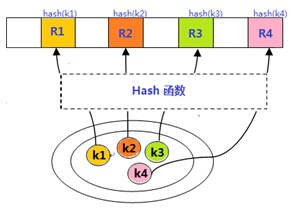 hash(k1) hash(k2) hash(k3) hash(k4)
R1 R2 R3 R4
Hash 函数
k1 k2 k3
k4